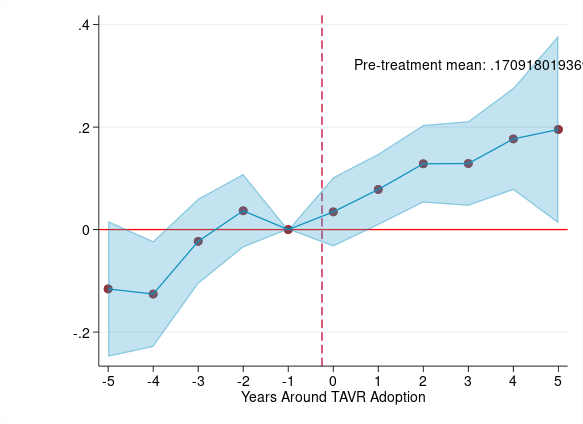 .4
Pre-treatment mean: .170918019369
.2
0
-.2
-5 -4 -3 -2 -1 0 1 2 3 4 5
Years Around TAVR Adoption